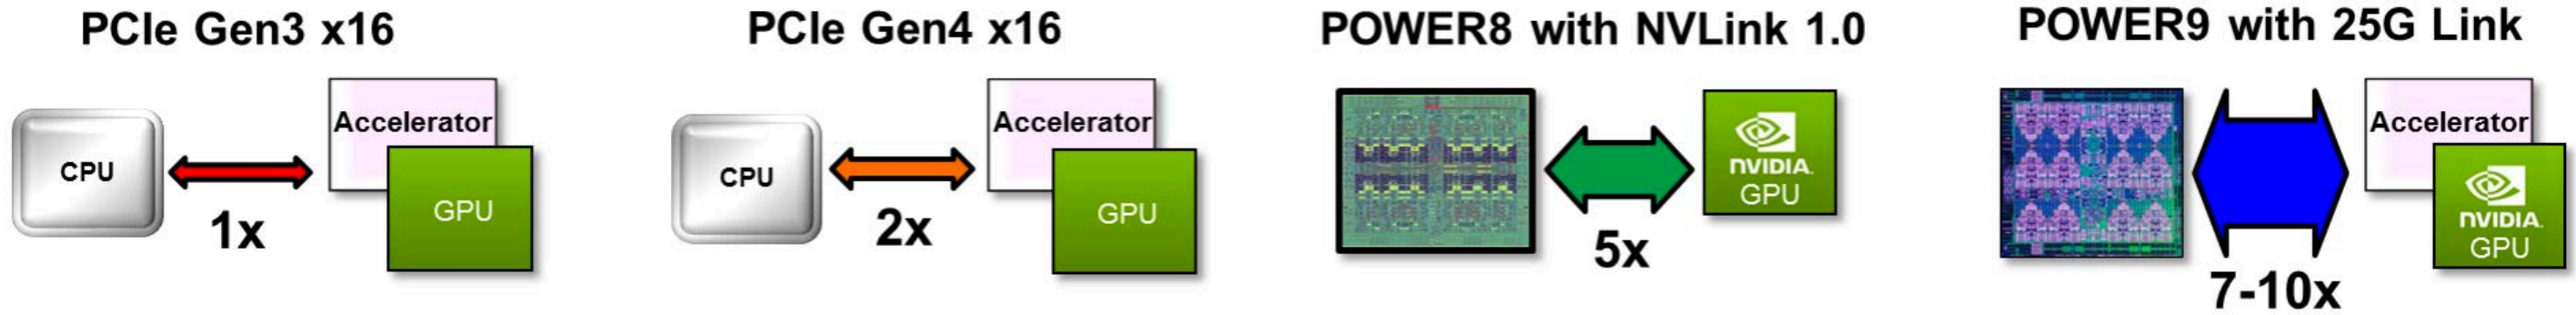 PCIe Gen3 x16
CPU
Accelerator
GPU
1x
PCIe Gen4 x16
CPU
Accelerator
GPU
2x
POWER8 with NVLink 1.0
NVIDIA.
GPU
5x
POWER9 with 25G Link
Accelerator
NVIDIA.
GPU
7-10x